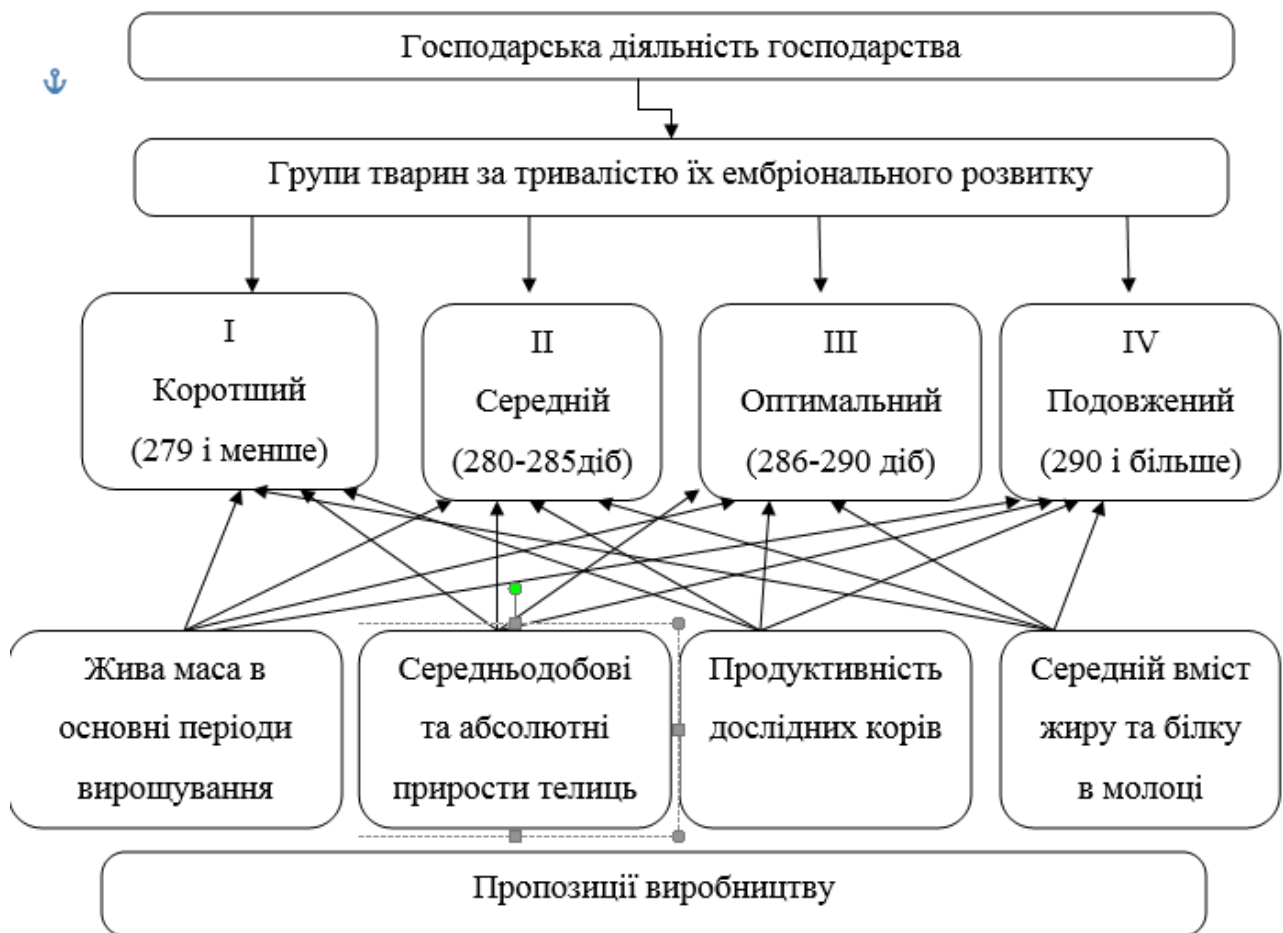 Господарська діяльність господарства
Групи тварин за тривалістю їх ембріонального розвитку
I
Коротший
(279 і менше)
II
Середній
(280-285діб)
III
Оптимальний
(286-290 діб)
IV
Подовжений
(290 і більше)
Жива маса в
основні періоди
вирощування
Середньодобові
та абсолютні
прирости телиць
Продуктивність
дослідних корів
Середній вміст
жиру та білку
в молоці
Пропозиції виробництву